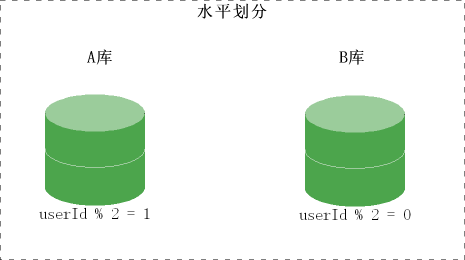 水平划分
A库
B库
userId % 2 = 1
userId % 2 = 0